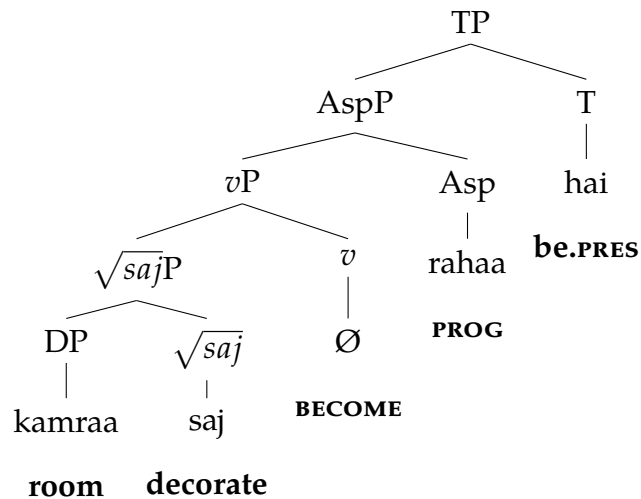 TP
AspP T
vP Asp hai
√sajP v rahaa be.PRES
DP √saj Ø PROG
kamraa saj BECOME
room decorate